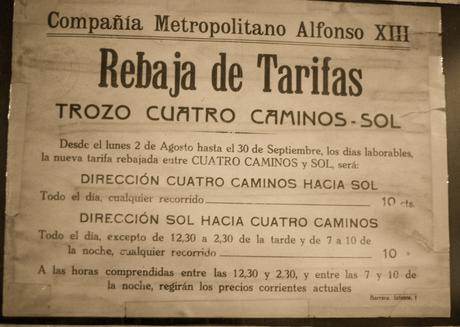 Compañía Metropolitano Alfonso XIII
Rebaja de Tarifas
TROZO CUATRO CAMINOS-SOL
Desde el lunes 2 de Agosto hasta el 30 de Septiembre, los dias laborables,
la nueva tarifa rebajada entre CUATRO CAMINOS y SOL, será:
DIRECCIÓN CUATRO CAMINOS HACIA SOL
Todo el día, cualquier recorrido 10 cts.
DIRECCIÓN SOL HACIA CUATRO CAMINOS
Todo el día, excepto de 12,30 a 2,30 de la tarde y de 7 a 10 de
la noche, cualquier recorrido 10 »
A las horas comprendidas entre las 12,30 y 2,30, y entre las 7 y 10 de
la noche, regirán los precios corrientes actuales